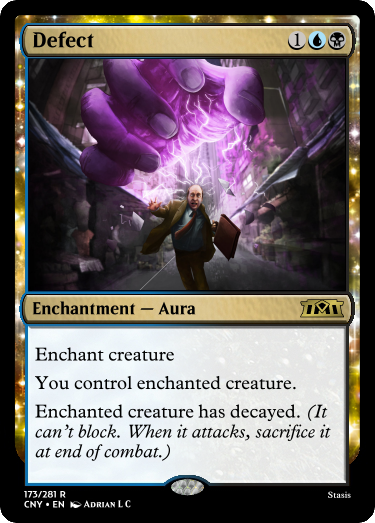 Defect 1
Enchantment — Aura
Enchant creature
You control enchanted creature.
Enchanted creature has decayed. (It
can't block. When it attacks, sacrifice it
at end of combat.)
173/281 R Stasis
CNY • EN Adrian L C